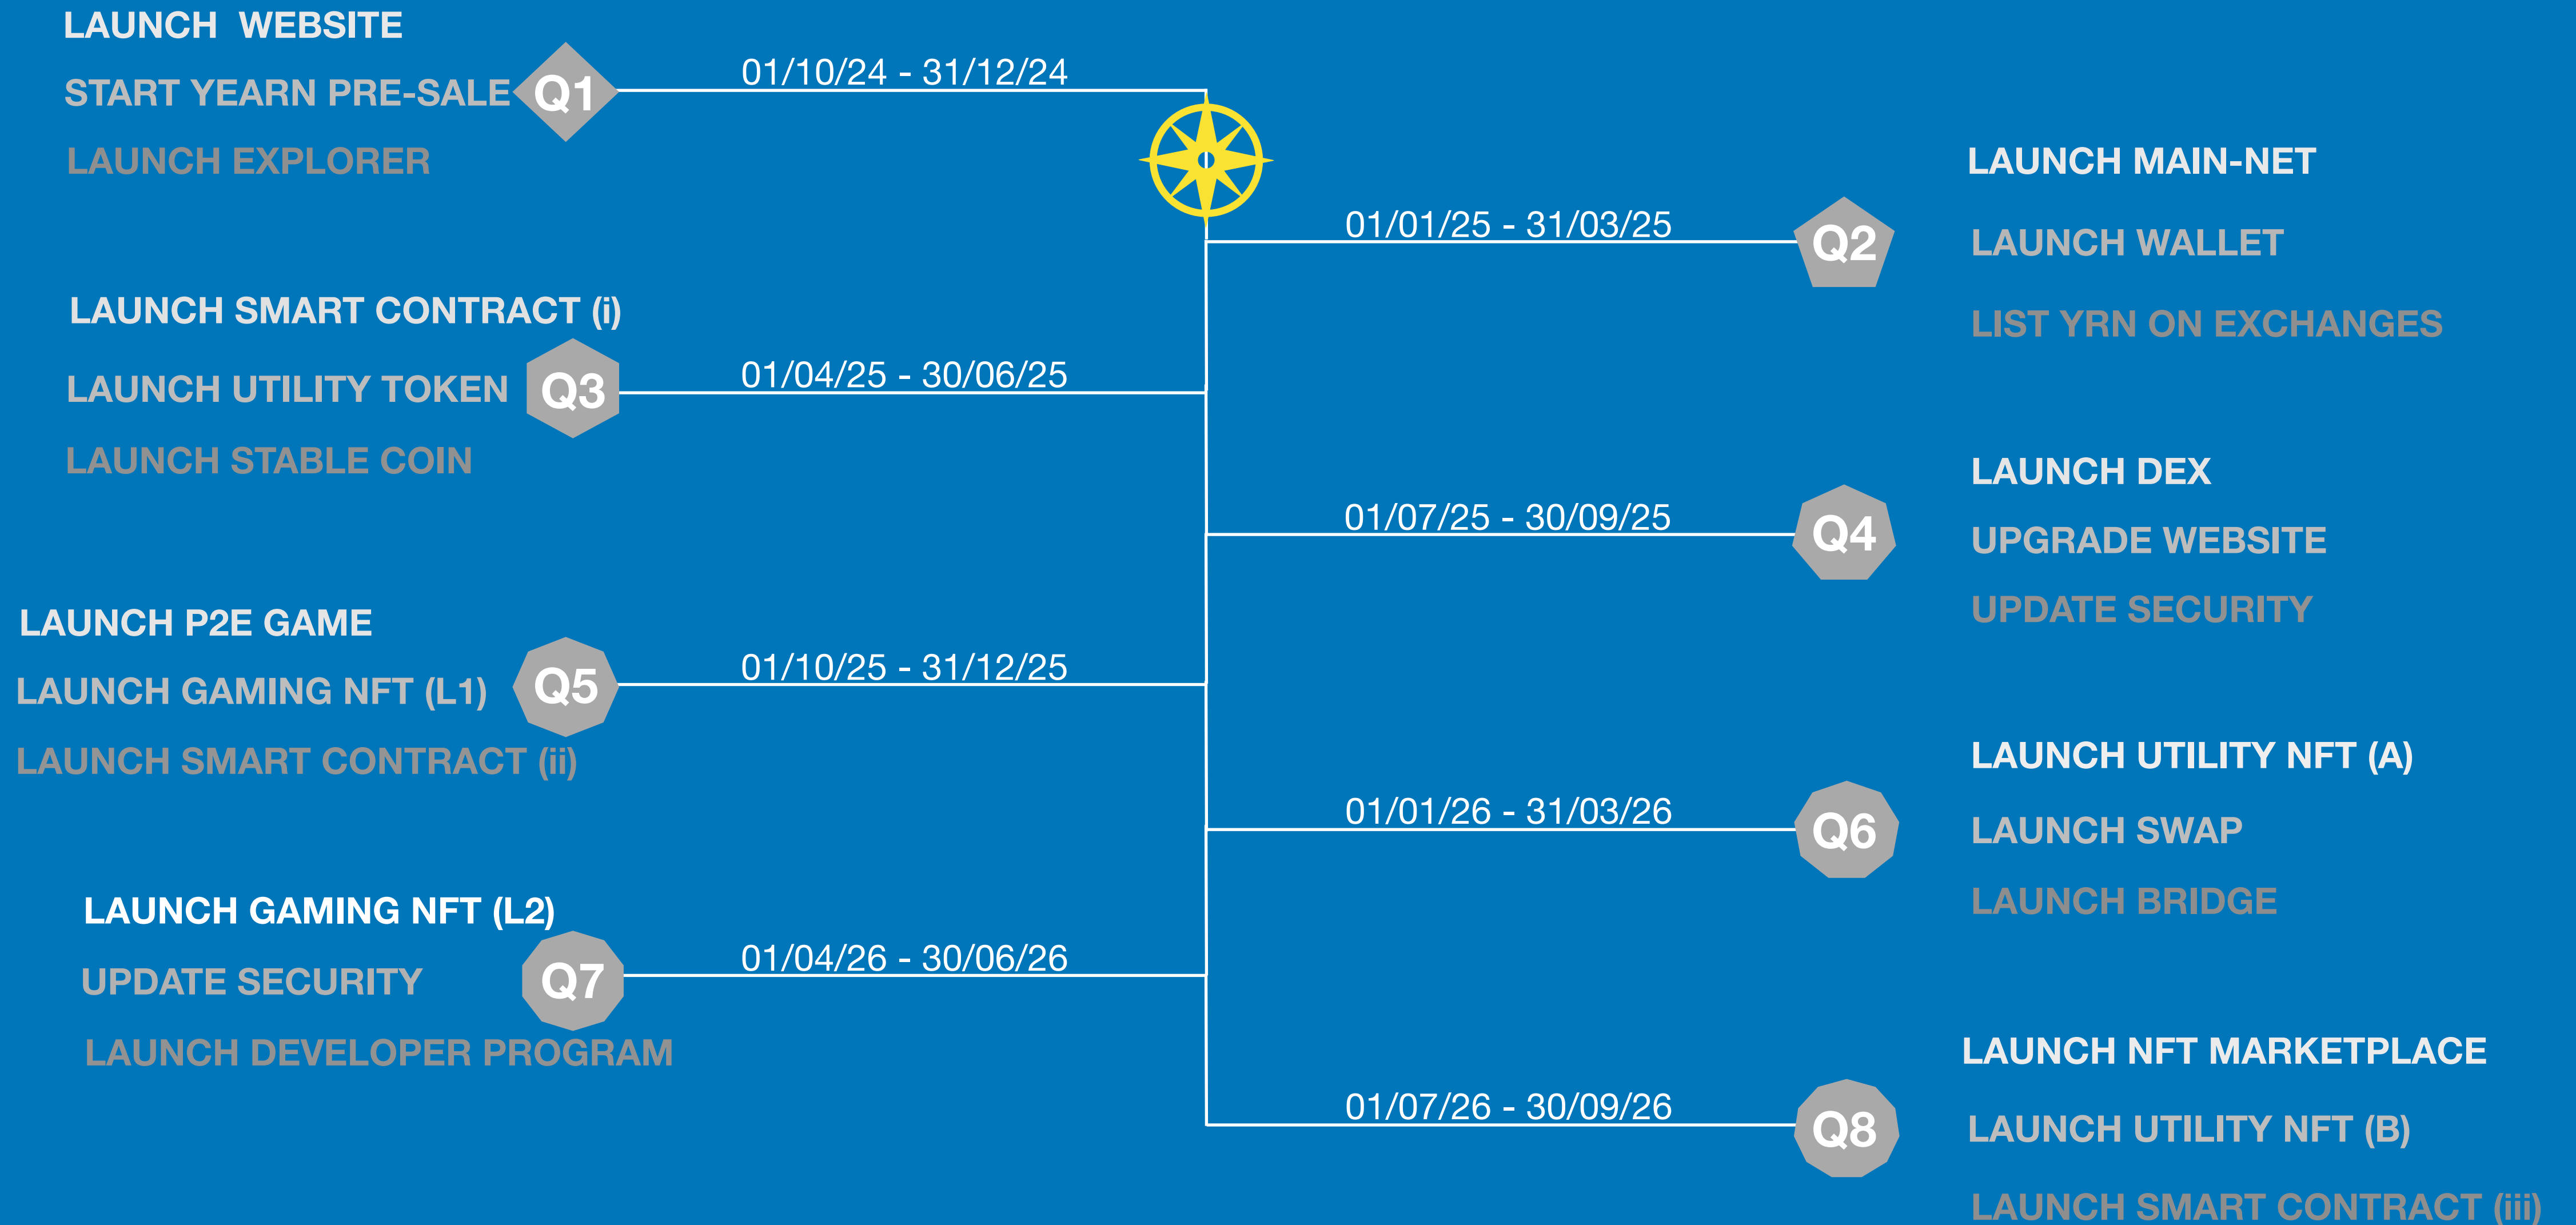 LAUNCH WEBSITE
START YEARN PRE-SALE
LAUNCH EXPLORER
Q1
01/10/24 - 31/12/24
LAUNCH MAIN-NET
LAUNCH WALLET
LIST YRN ON EXCHANGES
Q2
01/01/25 - 31/03/25
LAUNCH SMART CONTRACT (i)
LAUNCH UTILITY TOKEN
LAUNCH STABLE COIN
Q3
01/04/25 - 30/06/25
LAUNCH DEX
UPGRADE WEBSITE
UPDATE SECURITY
Q4
01/07/25 - 30/09/25
LAUNCH P2E GAME
LAUNCH GAMING NFT (L1)
LAUNCH SMART CONTRACT (ii)
Q5
01/10/25 - 31/12/25
LAUNCH UTILITY NFT (A)
LAUNCH SWAP
LAUNCH BRIDGE
Q6
01/01/26 - 31/03/26
LAUNCH GAMING NFT (L2)
UPDATE SECURITY
LAUNCH DEVELOPER PROGRAM
Q7
01/04/26 - 30/06/26
LAUNCH NFT MARKETPLACE
LAUNCH UTILITY NFT (B)
LAUNCH SMART CONTRACT (iii)
Q8
01/07/26 - 30/09/26